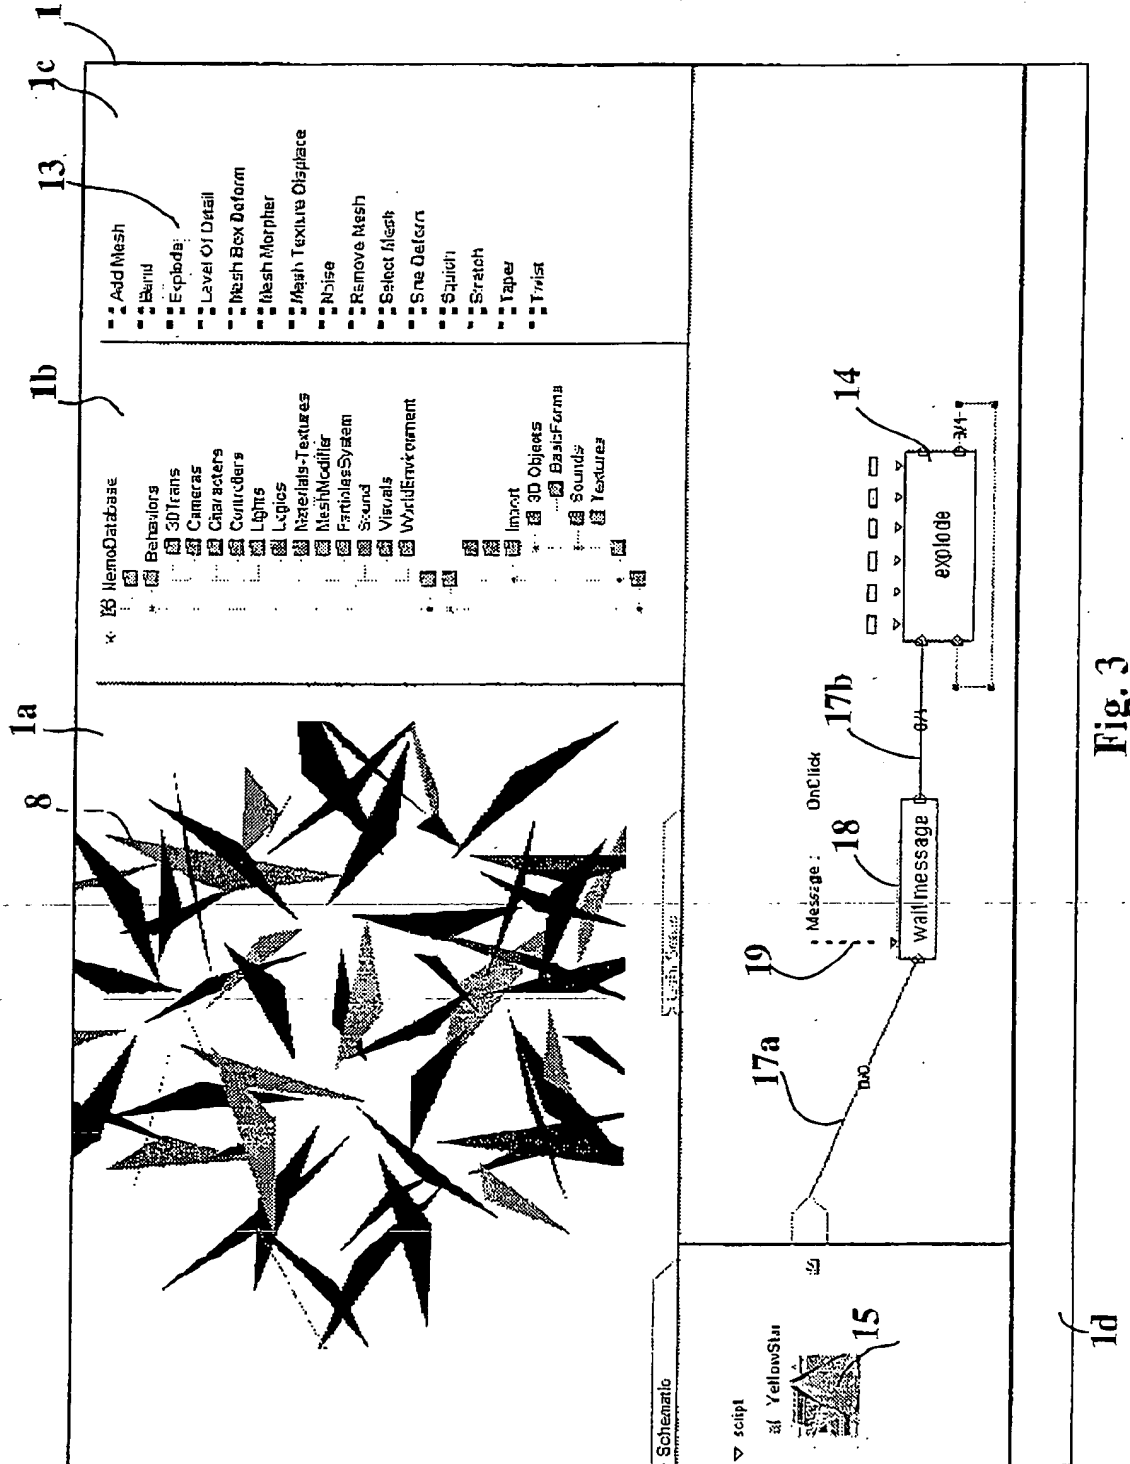 1
1c
13
1b
1a
8
Add Mesh
Bend
Explode
Level Of Detail
Mesh Box Deform
Mesh Morpher
Mesh Texture Displace
Noise
Remove Mesh
Select Mesh
Sine Deform
Squish
Stretch
Taper
Twist
NemoDatabase
Behaviors
3DTrans
Cameras
Characters
Controllers
Lights
Logics
Materials-Textures
MeshModifier
ParticlesSystem
Sound
Visuals
WorldEnvironment
Import
3D Objects
BasicForms
Sounds
Textures
Schematic
script
YellowStar
15
17a
19
Message : OnClick
18
wait message
17b
0/1
14
explode
1d
Fig. 3